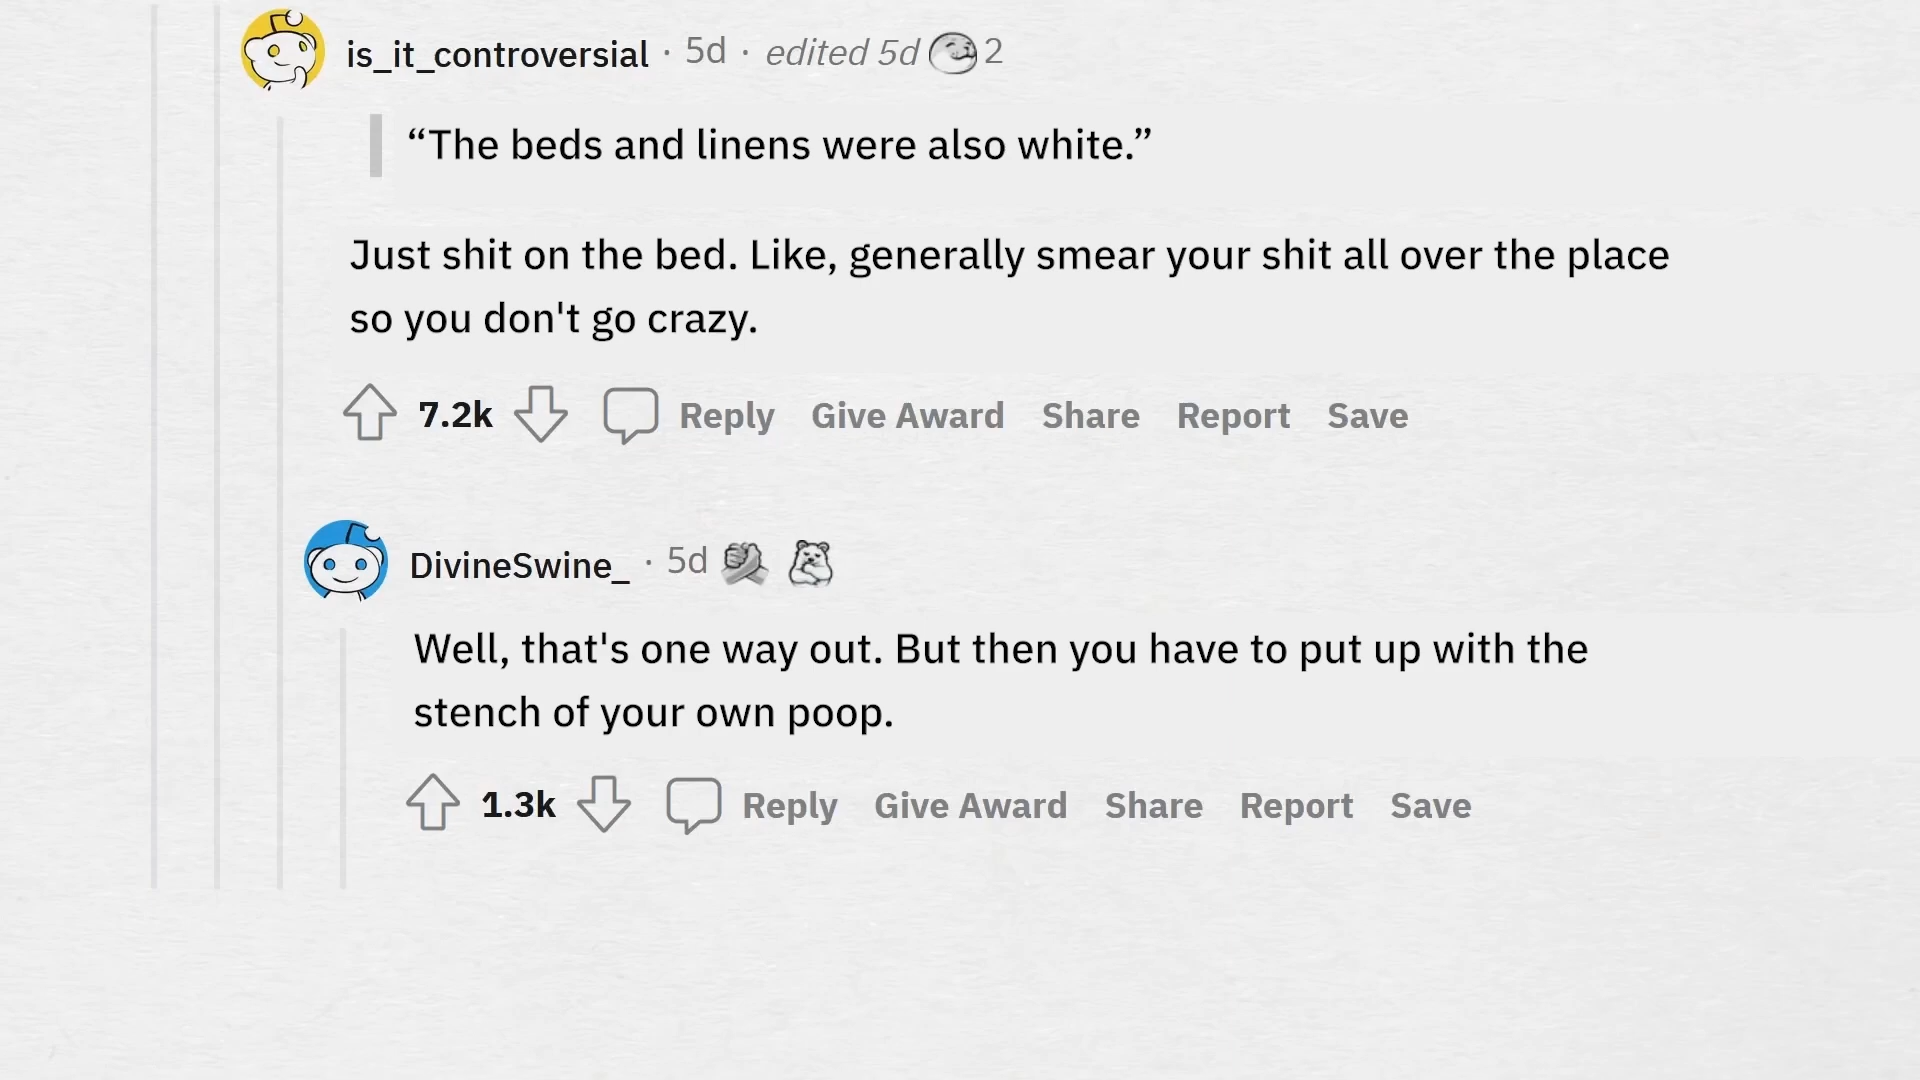 is_it_controversial · 5d · edited 5d 2
“The beds and linens were also white.”
Just shit on the bed. Like, generally smear your shit all over the place
so you don't go crazy.
7.2k Reply Give Award Share Report Save
DivineSwine_ · 5d
Well, that's one way out. But then you have to put up with the
stench of your own poop.
1.3k Reply Give Award Share Report Save